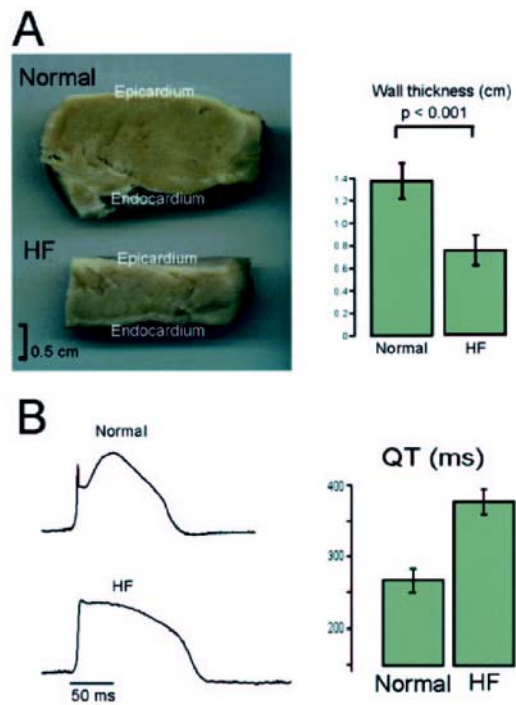 A
Normal
Epicardium
Endocardium
HF
Epicardium
Endocardium
0.5 cm
Wall thickness (cm)
p < 0.001
1.4
1.2
1.0
0.8
0.6
0.4
0.2
0
Normal HF
B
Normal
HF
50 ms
QT (ms)
400
300
200
Normal HF